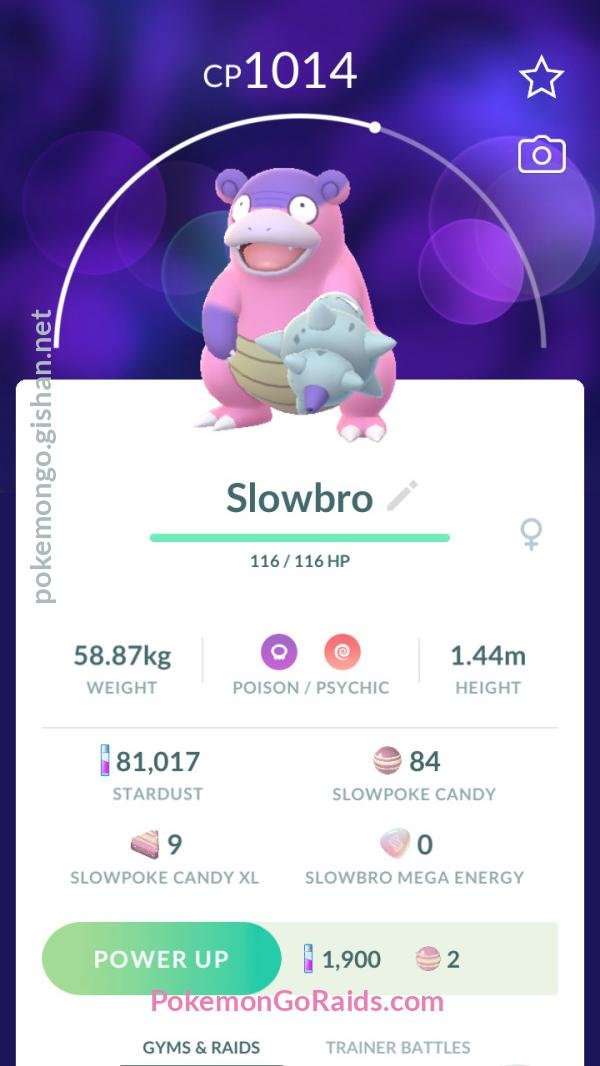 CP1014
pokemongo.gishan.net
Slowbro
116 / 116 HP
58.87kg
WEIGHT
POISON / PSYCHIC
1.44m
HEIGHT
81,017
STARDUST
84
SLOWPOKE CANDY
9
SLOWPOKE CANDY XL
0
SLOWBRO MEGA ENERGY
POWER UP 1,900 2
PokemonGoRaids.com
GYMS & RAIDS TRAINER BATTLES